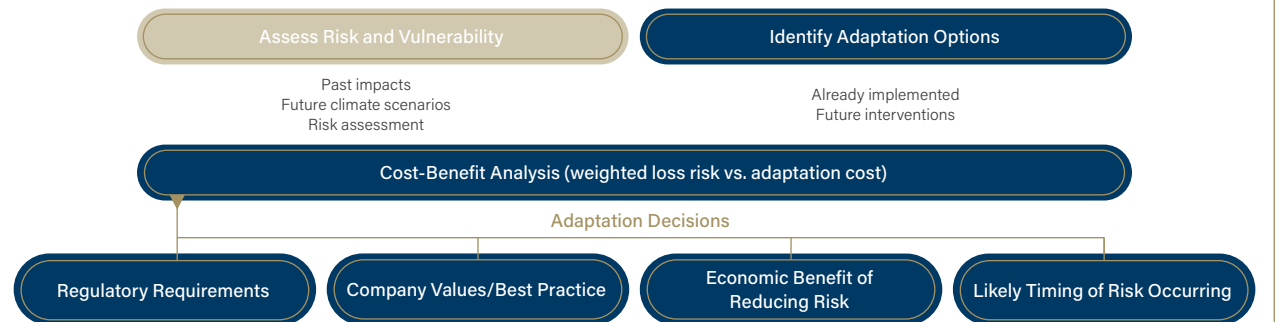 Assess Risk and Vulnerability
Identify Adaptation Options
Past impacts
Future climate scenarios
Risk assessment
Already implemented
Future interventions
Cost-Benefit Analysis (weighted loss risk vs. adaptation cost)
Adaptation Decisions
Regulatory Requirements
Company Values/Best Practice
Economic Benefit of
Reducing Risk
Likely Timing of Risk Occurring